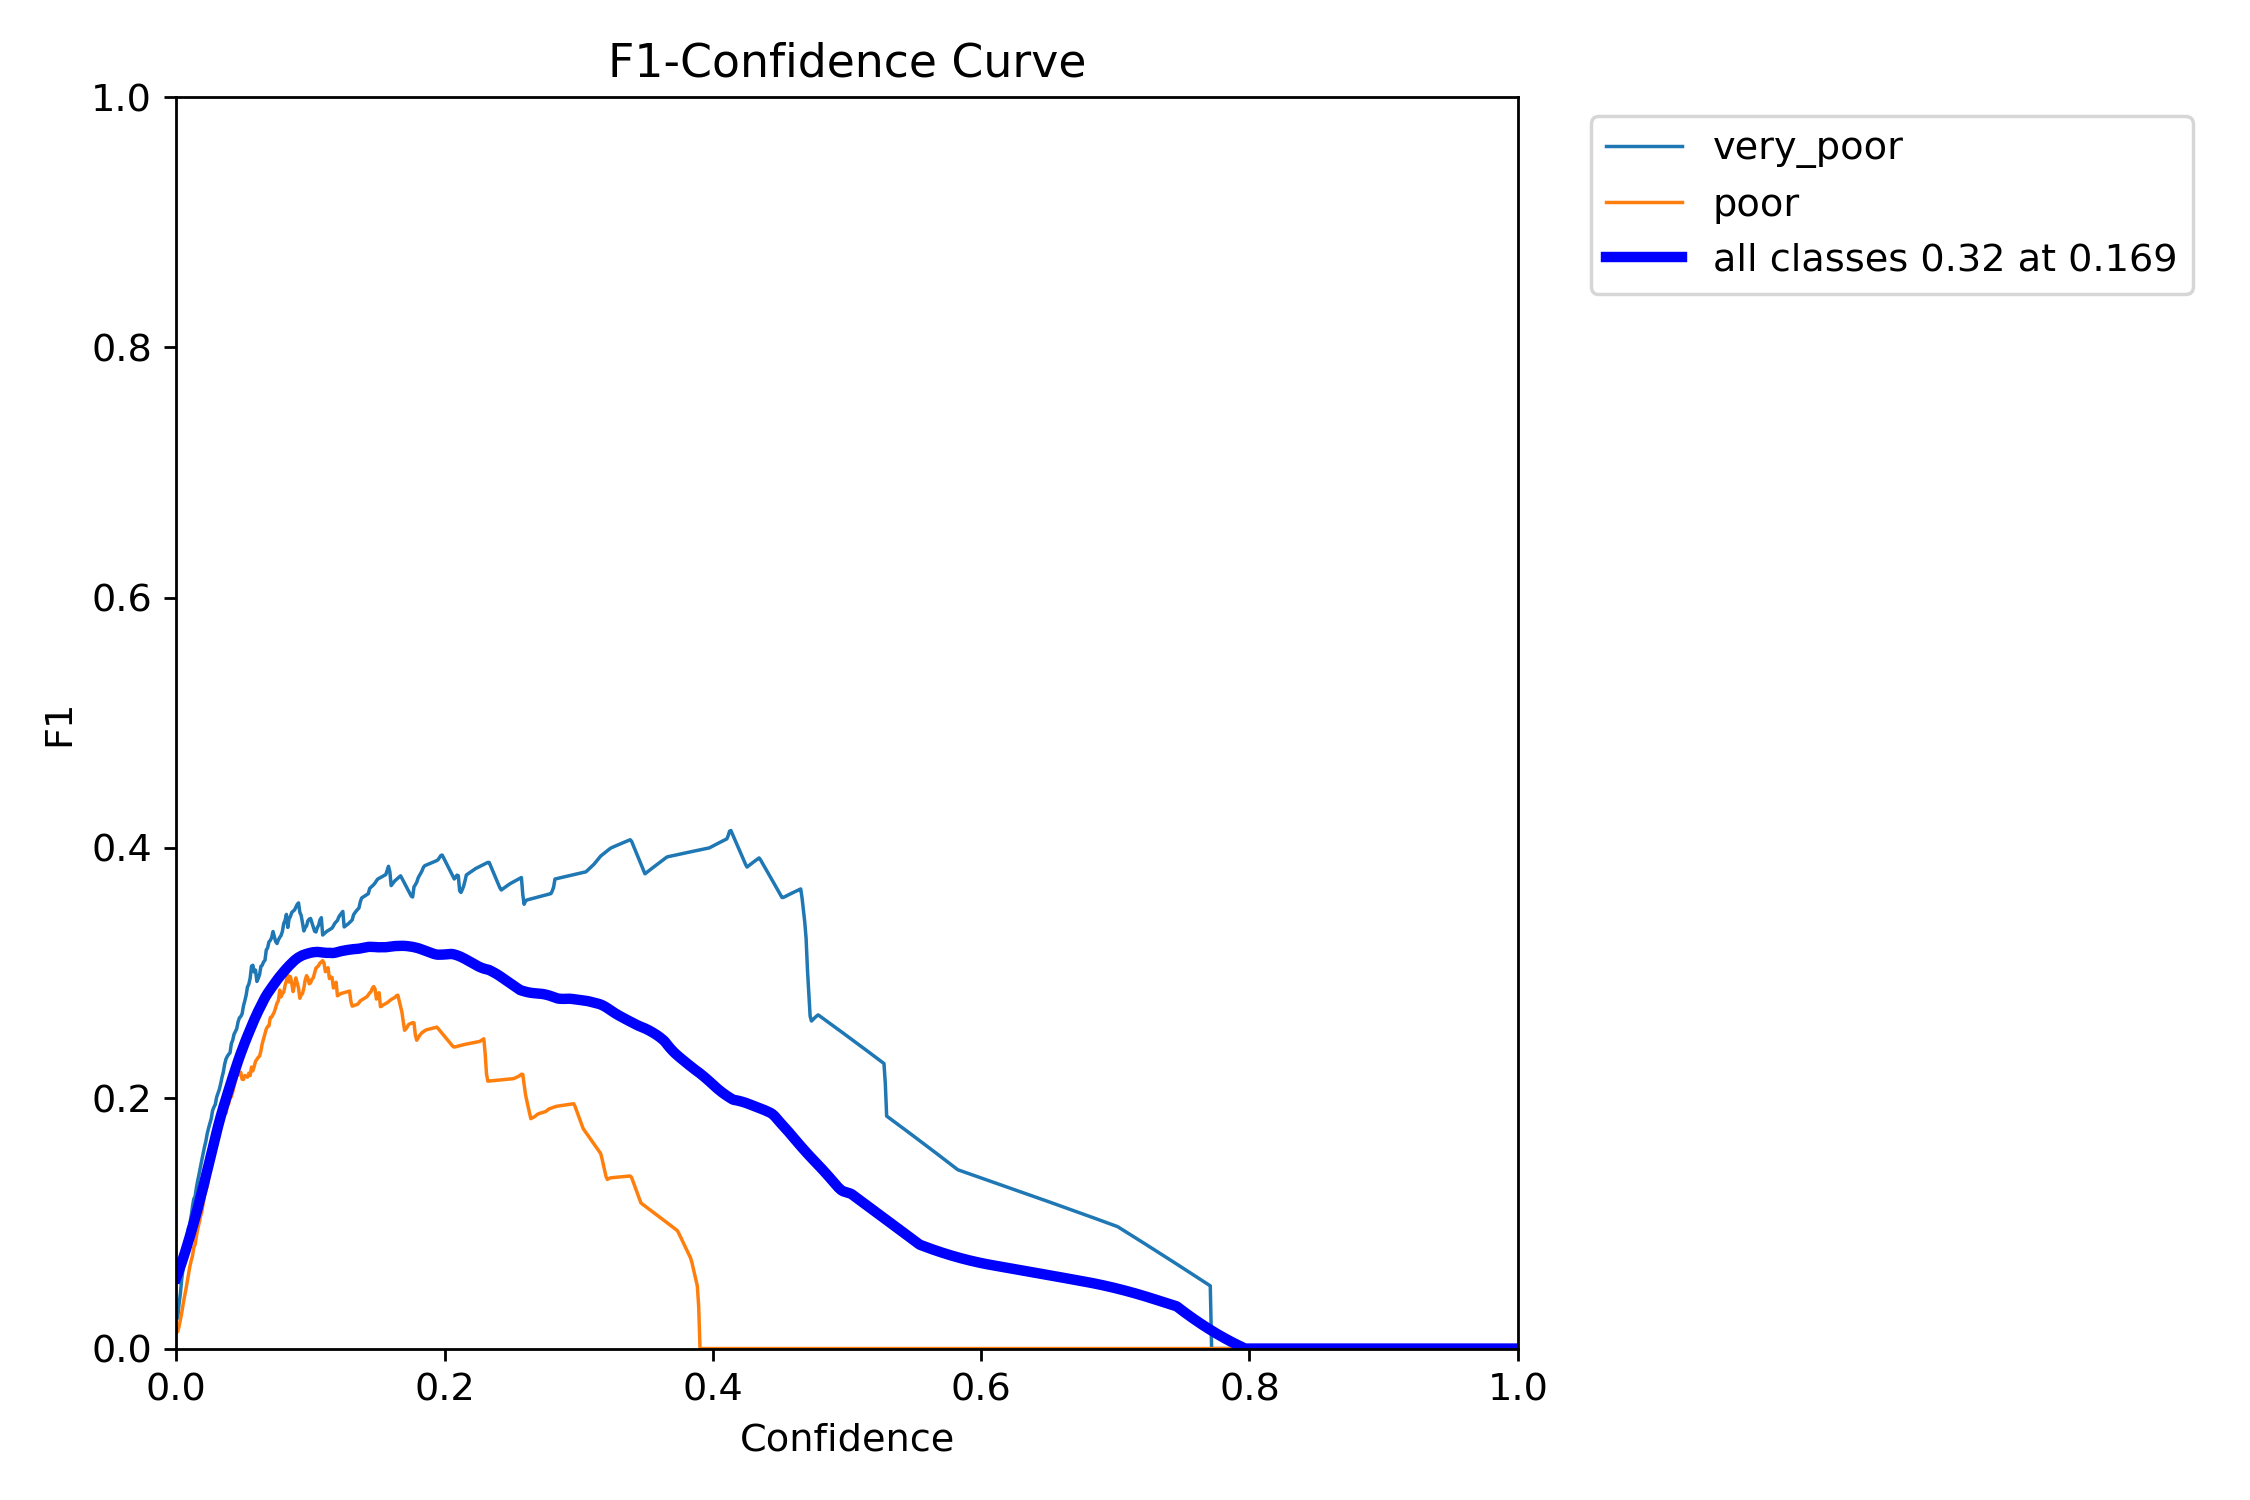 F1-Confidence Curve
1.0
0.8
0.6
0.4
0.2
0.0
F1
0.0 0.2 0.4 0.6 0.8 1.0
Confidence
very_poor
poor
all classes 0.32 at 0.169